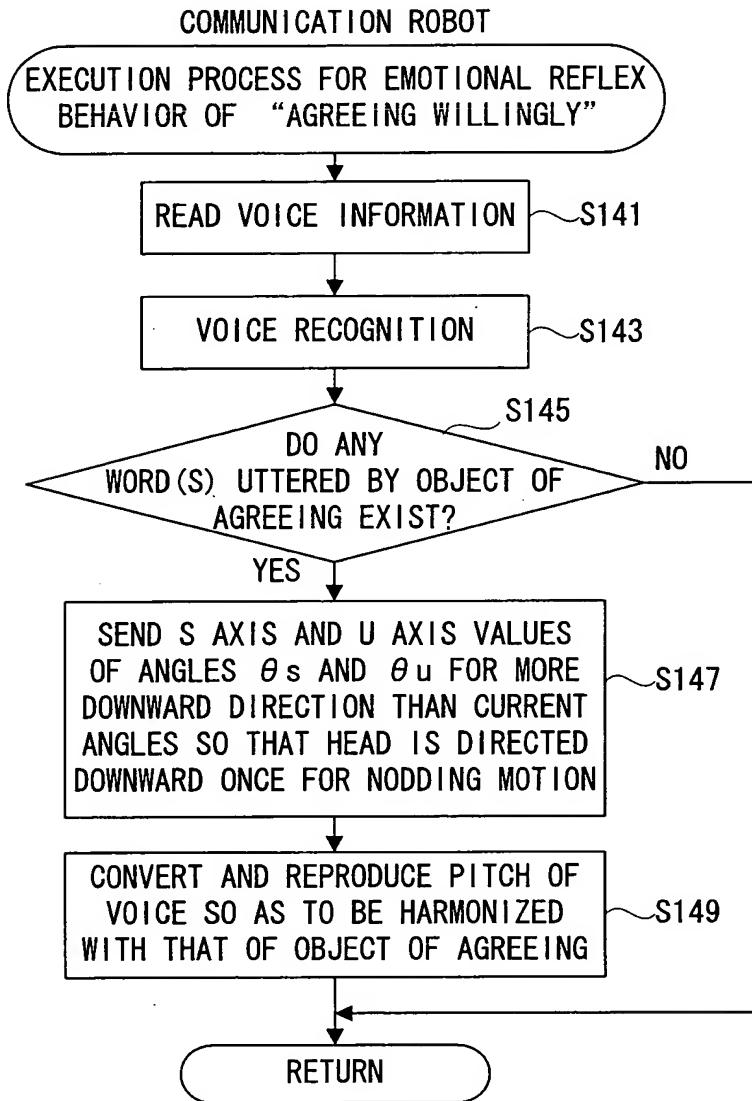 COMMUNICATION ROBOT
EXECUTION PROCESS FOR EMOTIONAL REFLEX
BEHAVIOR OF “AGREEING WILLINGLY”
READ VOICE INFORMATION
S141
VOICE RECOGNITION
S143
S145
DO ANY
WORD(S) UTTERED BY OBJECT OF
AGREEING EXIST?
NO
YES
SEND S AXIS AND U AXIS VALUES
OF ANGLES θs AND θu FOR MORE
DOWNWARD DIRECTION THAN CURRENT
ANGLES SO THAT HEAD IS DIRECTED
DOWNWARD ONCE FOR NODDING MOTION
S147
CONVERT AND REPRODUCE PITCH OF
VOICE SO AS TO BE HARMONIZED
WITH THAT OF OBJECT OF AGREEING
S149
RETURN